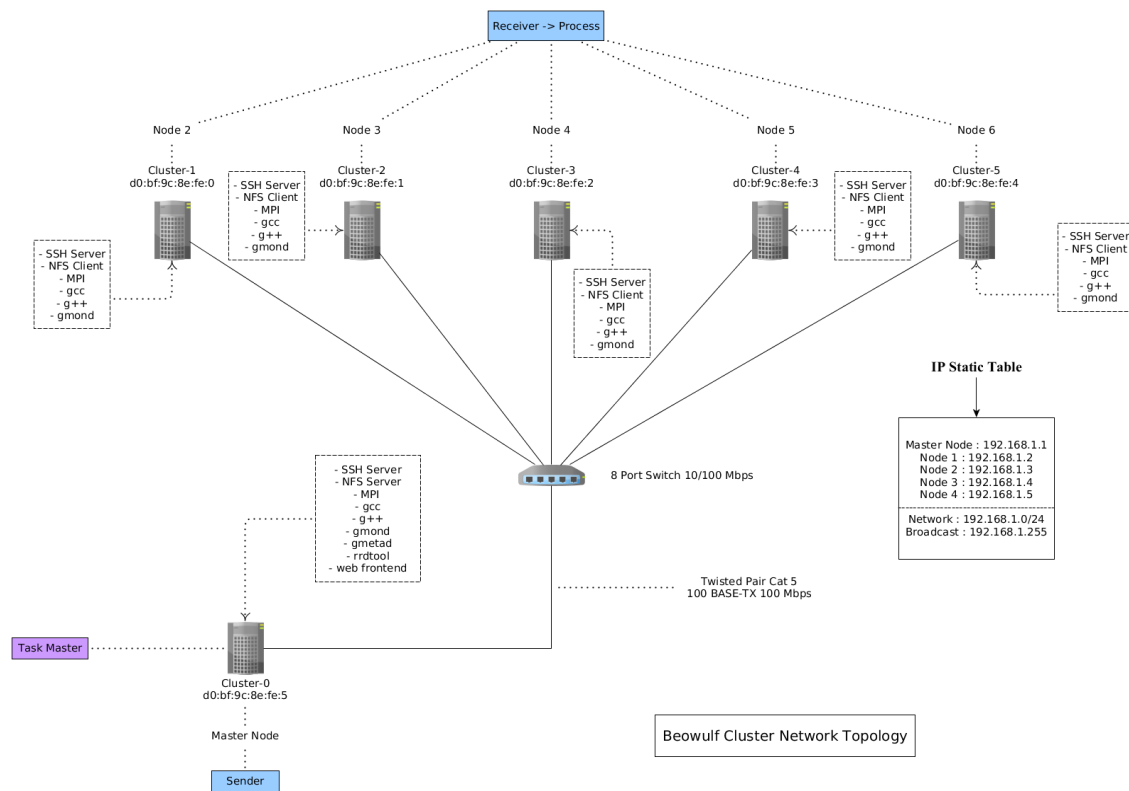 Receiver -> Process
Node 2
Node 3
Node 4
Node 5
Node 6
Cluster-1
d0:bf:9c:8e:fe:0
Cluster-2
d0:bf:9c:8e:fe:1
Cluster-3
d0:bf:9c:8e:fe:2
Cluster-4
d0:bf:9c:8e:fe:3
Cluster-5
d0:bf:9c:8e:fe:4
- SSH Server
- NFS Client
- MPI
- gcc
- g++
- gmond
- SSH Server
- NFS Client
- MPI
- gcc
- g++
- gmond
- SSH Server
- NFS Client
- MPI
- gcc
- g++
- gmond
- SSH Server
- NFS Client
- MPI
- gcc
- g++
- gmond
- SSH Server
- NFS Client
- MPI
- gcc
- g++
- gmond
IP Static Table
Master Node : 192.168.1.1
Node 1 : 192.168.1.2
Node 2 : 192.168.1.3
Node 3 : 192.168.1.4
Node 4 : 192.168.1.5
Network : 192.168.1.0/24
Broadcast : 192.168.1.255
8 Port Switch 10/100 Mbps
- SSH Server
- NFS Server
- MPI
- gcc
- g++
- gmond
- gmetad
- rrdtool
- web frontend
Twisted Pair Cat 5
100 BASE-TX 100 Mbps
Task Master
Cluster-0
d0:bf:9c:8e:fe:5
Master Node
Sender
Beowulf Cluster Network Topology